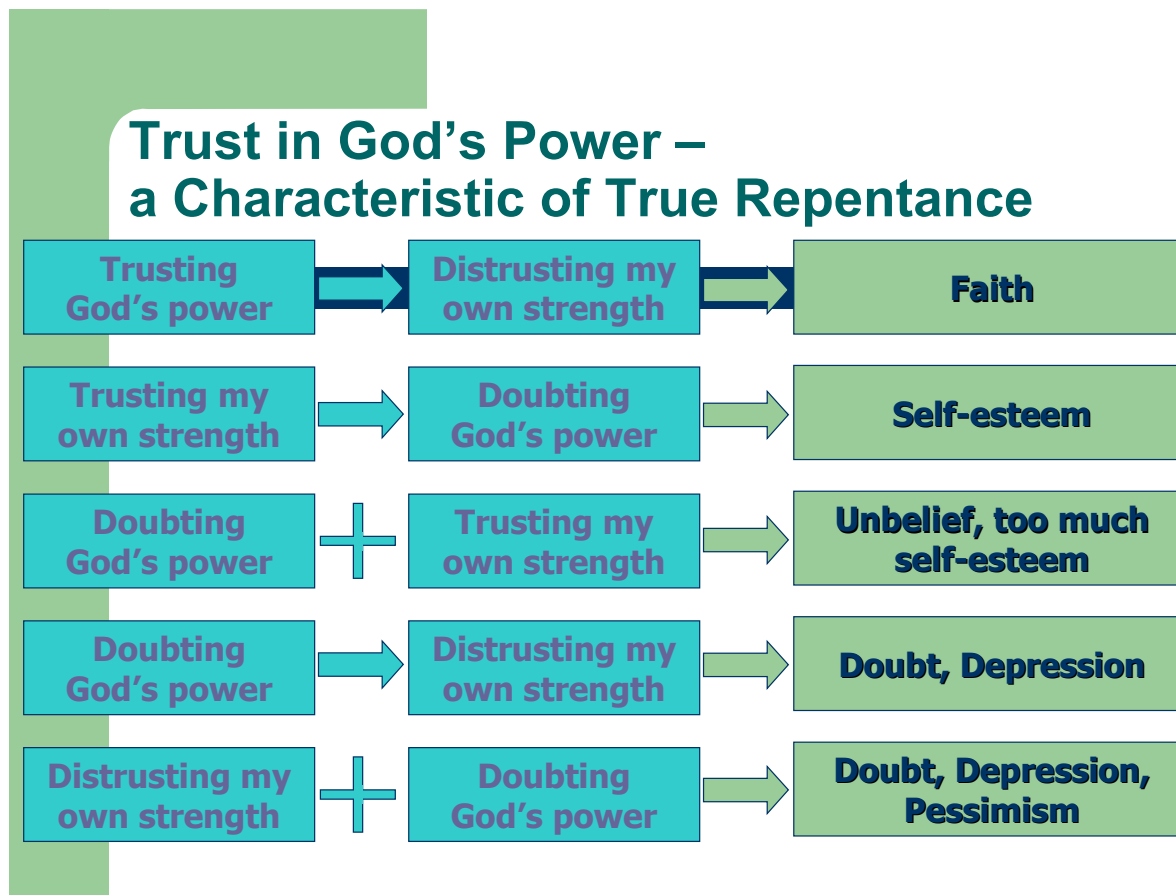 Trust in God’s Power –
a Characteristic of True Repentance
Trusting
God’s power
Distrusting my
own strength
Faith
Trusting my
own strength
Doubting
God’s power
Self-esteem
Doubting
God’s power
Trusting my
own strength
Unbelief, too much
self-esteem
Doubting
God’s power
Distrusting my
own strength
Doubt, Depression
Distrusting my
own strength
Doubting
God’s power
Doubt, Depression,
Pessimism